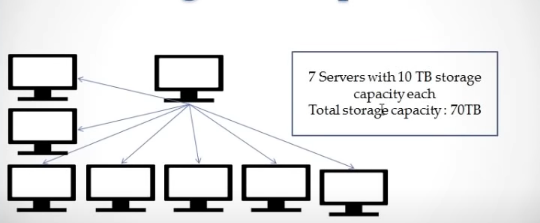 7 Servers with 10 TB storage
capacity each
Total storage capacity : 70TB